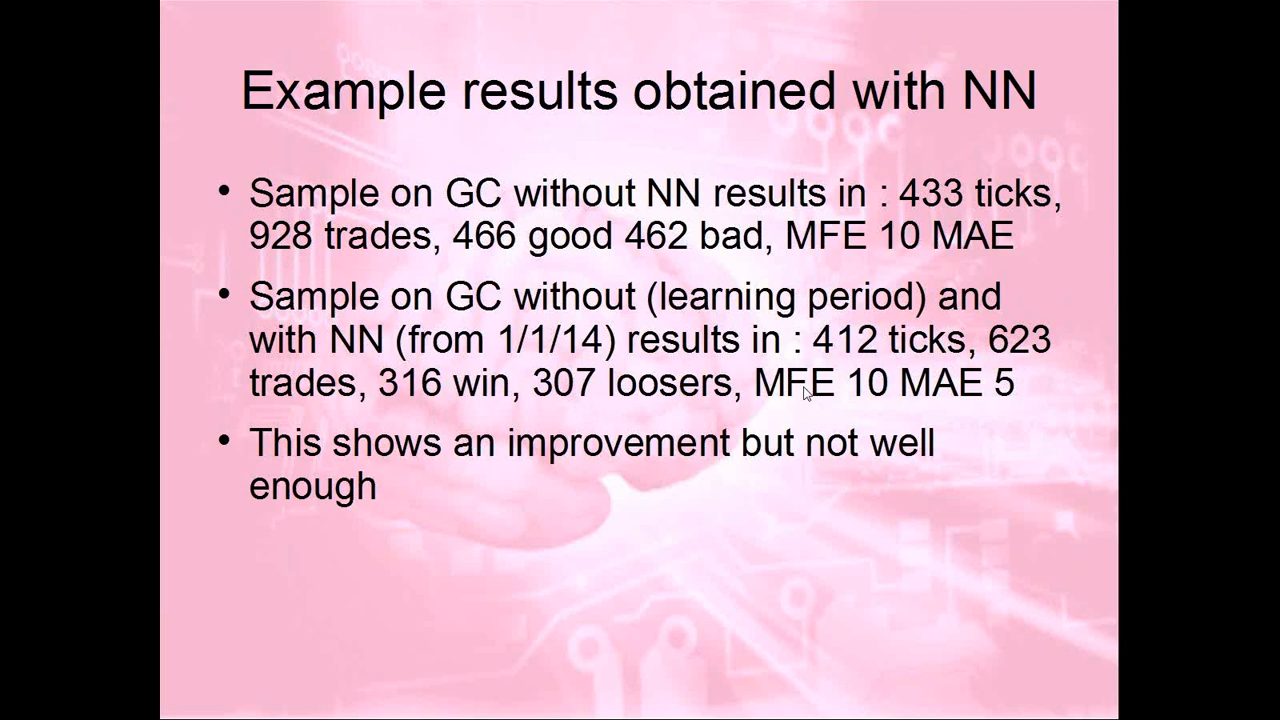 Example results obtained with NN
• Sample on GC without NN results in : 433 ticks,
928 trades, 466 good 462 bad, MFE 10 MAE
• Sample on GC without (learning period) and
with NN (from 1/1/14) results in : 412 ticks, 623
trades, 316 win, 307 loosers, MFE 10 MAE 5
• This shows an improvement but not well
enough